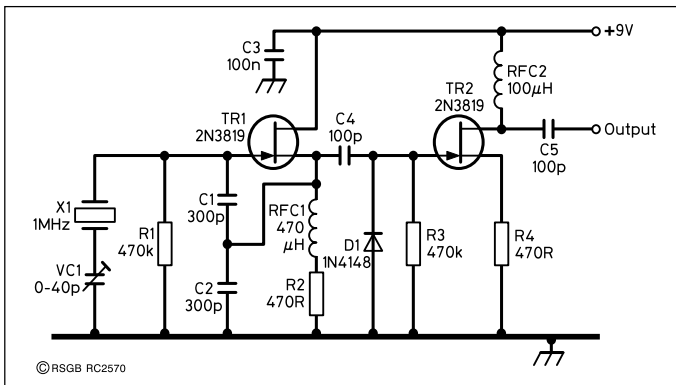 +9V
C3
100n
RFC2
100µH
TR1
2N3819
TR2
2N3819
C4
100p
Output
C5
100p
X1
1MHz
R1
470k
C1
300p
RFC1
470
µH
D1
1N4148
R3
470k
R4
470R
VC1
0-40p
C2
300p
R2
470R
©RSGB RC2570